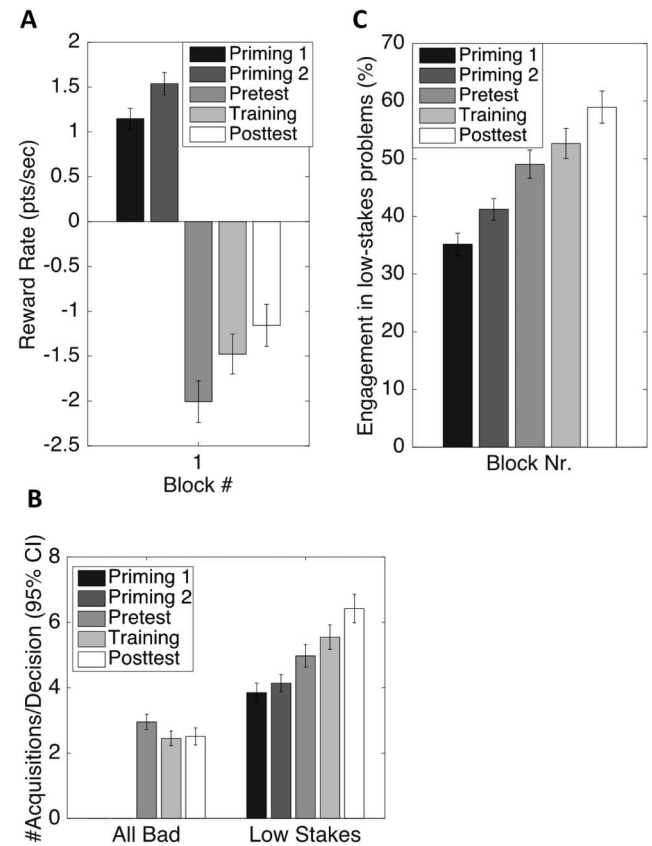 A
Reward Rate (pts/sec)
2
1.5
1
0.5
0
-0.5
-1
-1.5
-2
-2.5
Priming 1
Priming 2
Pretest
Training
Posttest
1
Block #
C
Engagement in low-stakes problems (%)
70
60
50
40
30
20
10
0
Priming 1
Priming 2
Pretest
Training
Posttest
Block Nr.
B
#Acquisitions/Decision (95% CI)
8
6
4
2
0
Priming 1
Priming 2
Pretest
Training
Posttest
All Bad
Low Stakes